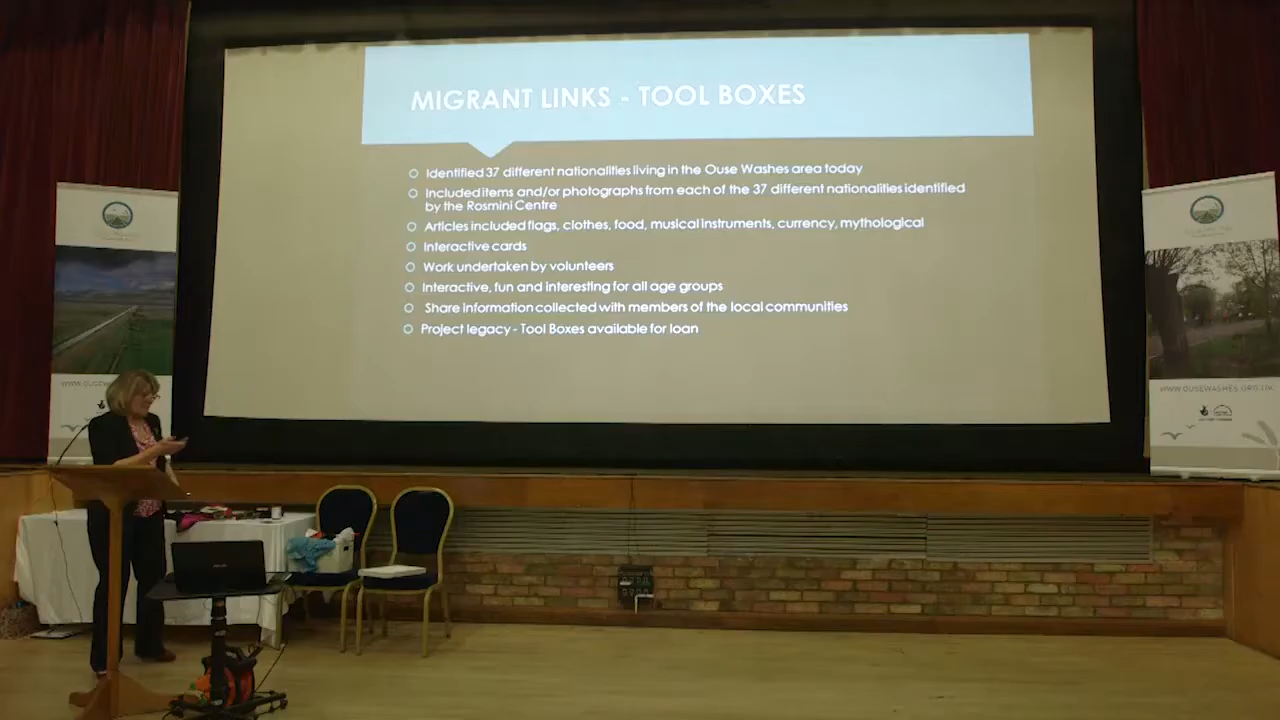 MIGRANT LINKS - TOOL BOXES
Identified 37 different nationalities living in the Ouse Washes area today
Included items and/or photographs from each of the 37 different nationalities identified
by the Rosmini Centre
Articles included flags, clothes, food, musical instruments, currency, mythological
Interactive cards
Work undertaken by volunteers
Interactive, fun and interesting for all age groups
Share information collected with members of the local communities
Project legacy - Tool Boxes available for loan
WWW.OUSEWASHES.ORG.UK